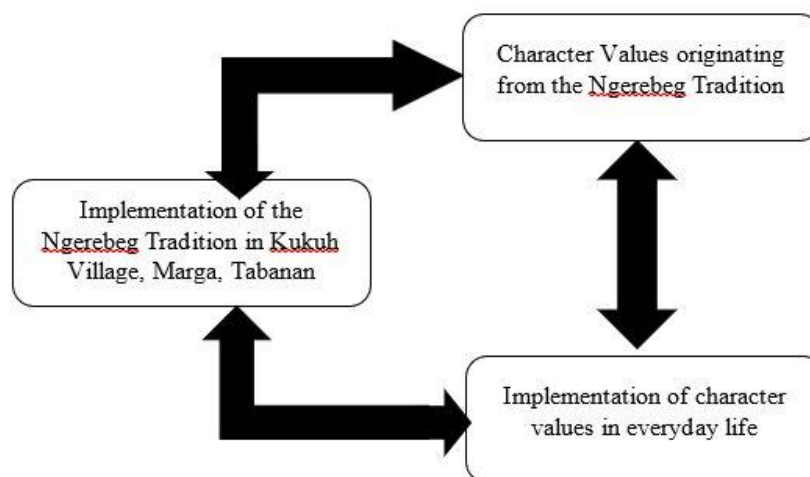 Character Values originating
from the Ngerebeg Tradition
Implementation of the
Ngerebeg Tradition in Kukuh
Village, Marga, Tabanan
Implementation of character
values in everyday life